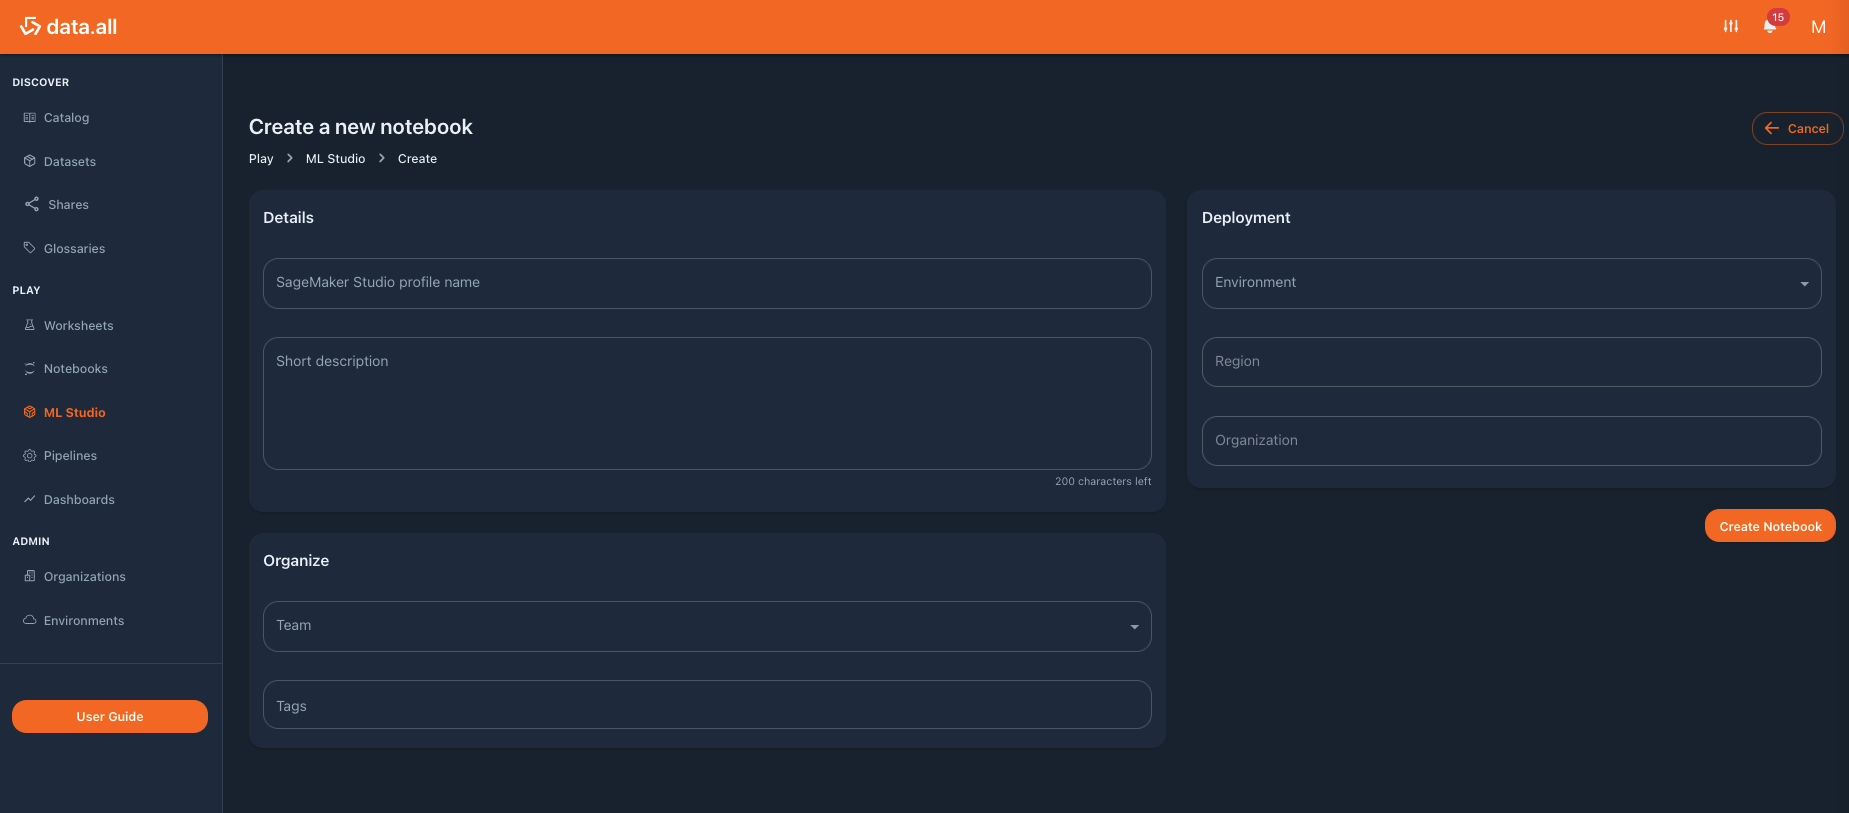 data.all
15
M
DISCOVER
Catalog
Datasets
Shares
Glossaries
PLAY
Worksheets
Notebooks
ML Studio
Pipelines
Dashboards
ADMIN
Organizations
Environments
User Guide
Create a new notebook
Cancel
Play > ML Studio > Create
Details
SageMaker Studio profile name
Short description
200 characters left
Organize
Team
Tags
Deployment
Environment
Region
Organization
Create Notebook